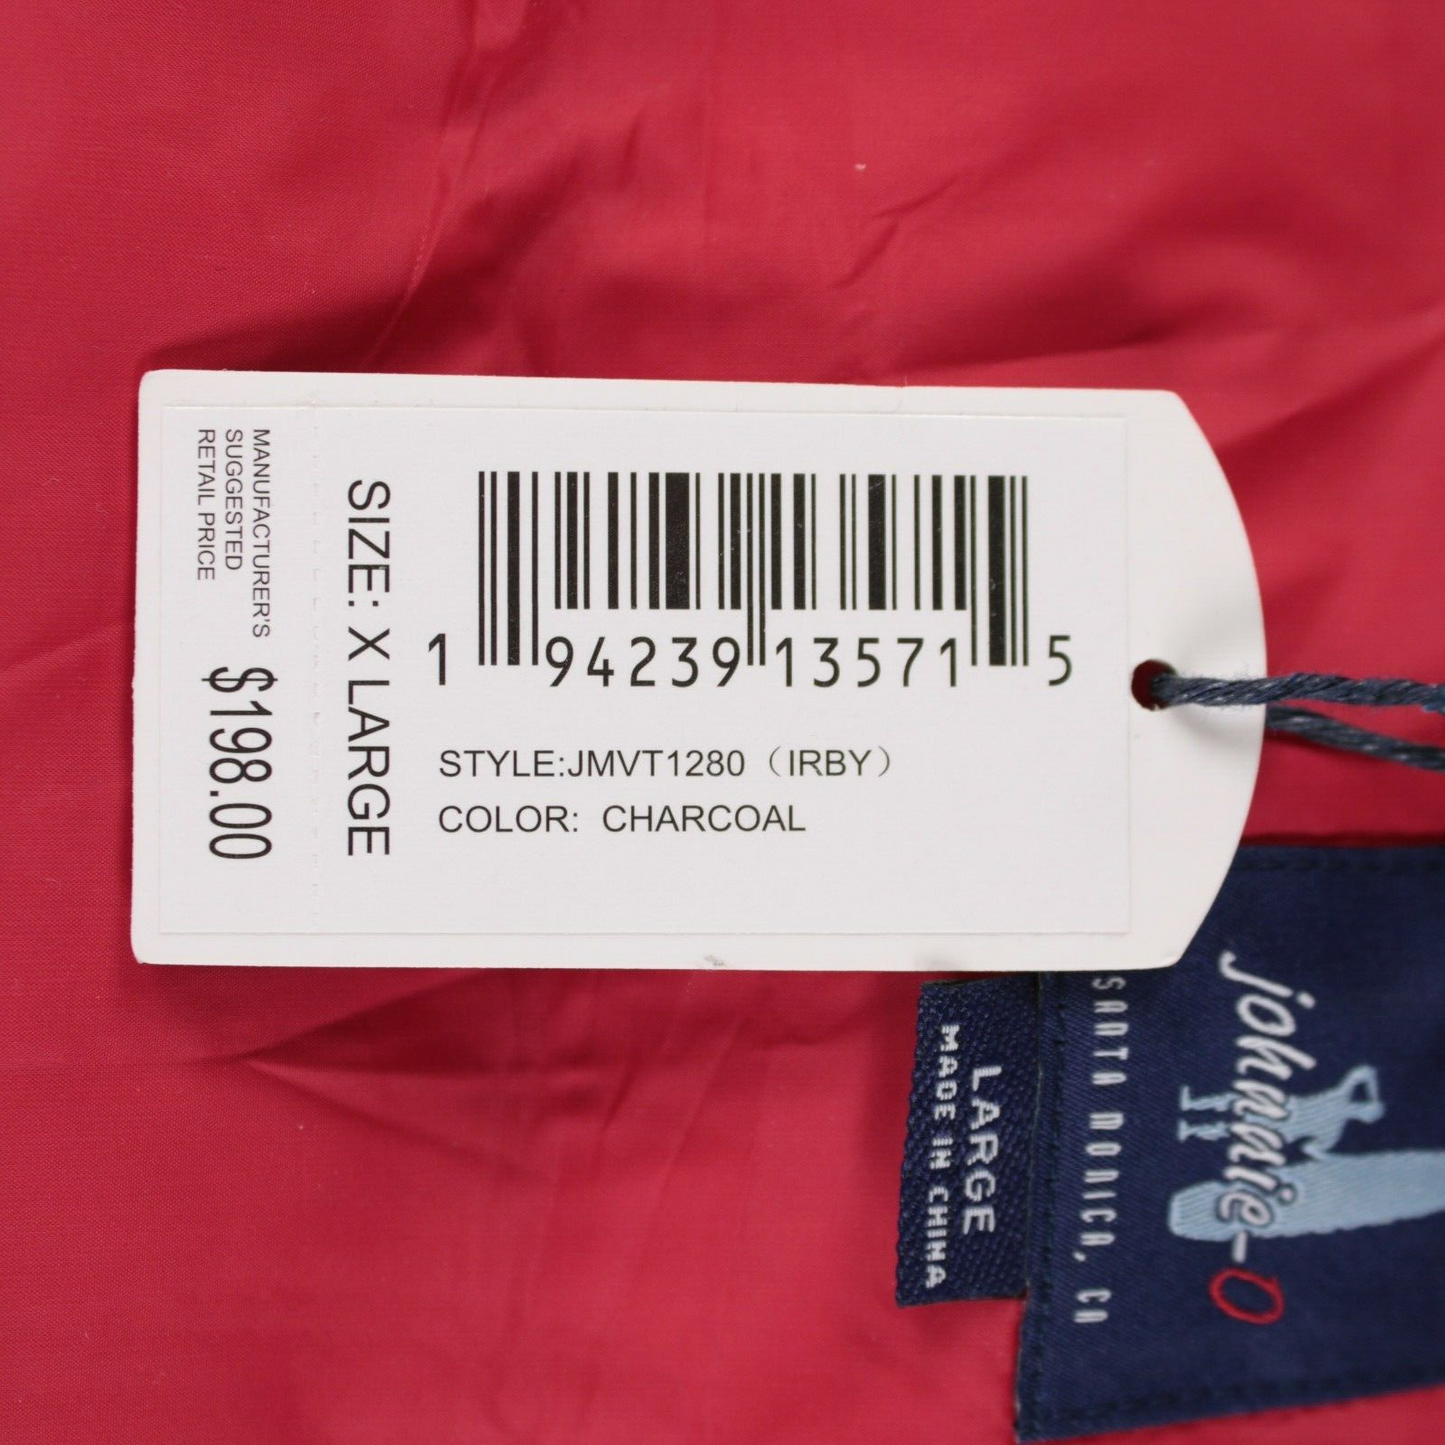 1 94239 13571 5
STYLE:JMVT1280（IRBY）
COLOR: CHARCOAL
SIZE: X LARGE
MANUFACTURER'S
SUGGESTED
RETAIL PRICE
$198.00
johnnie-O
SANTA MONICA, CA
LARGE
MADE IN CHINA